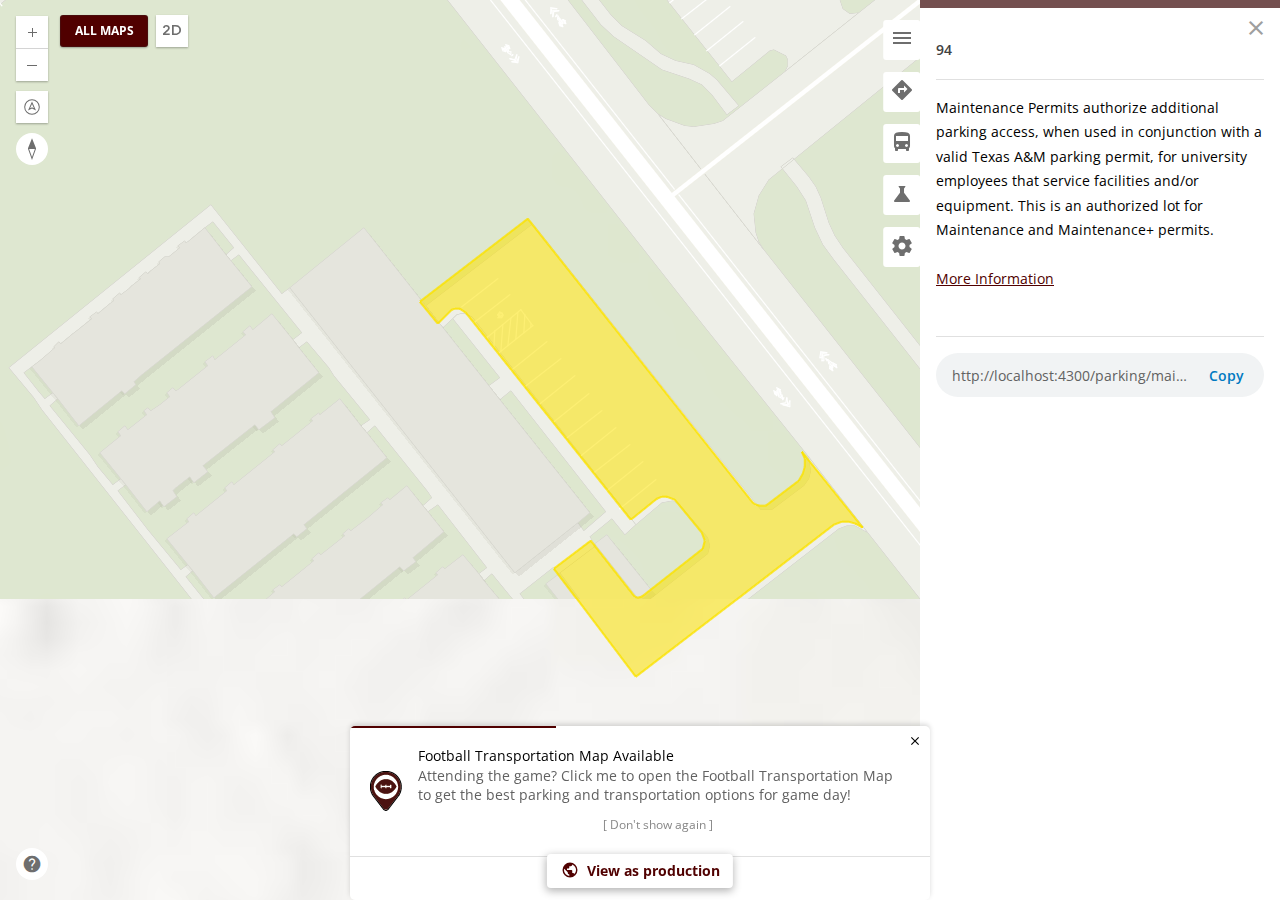 ALL MAPS
2D
94
Maintenance Permits authorize additional
parking access, when used in conjunction with a
valid Texas A&M parking permit, for university
employees that service facilities and/or
equipment. This is an authorized lot for
Maintenance and Maintenance+ permits.
More Information
http://localhost:4300/parking/mai...
Copy
Football Transportation Map Available
Attending the game? Click me to open the Football Transportation Map
to get the best parking and transportation options for game day!
[ Don't show again ]
View as production